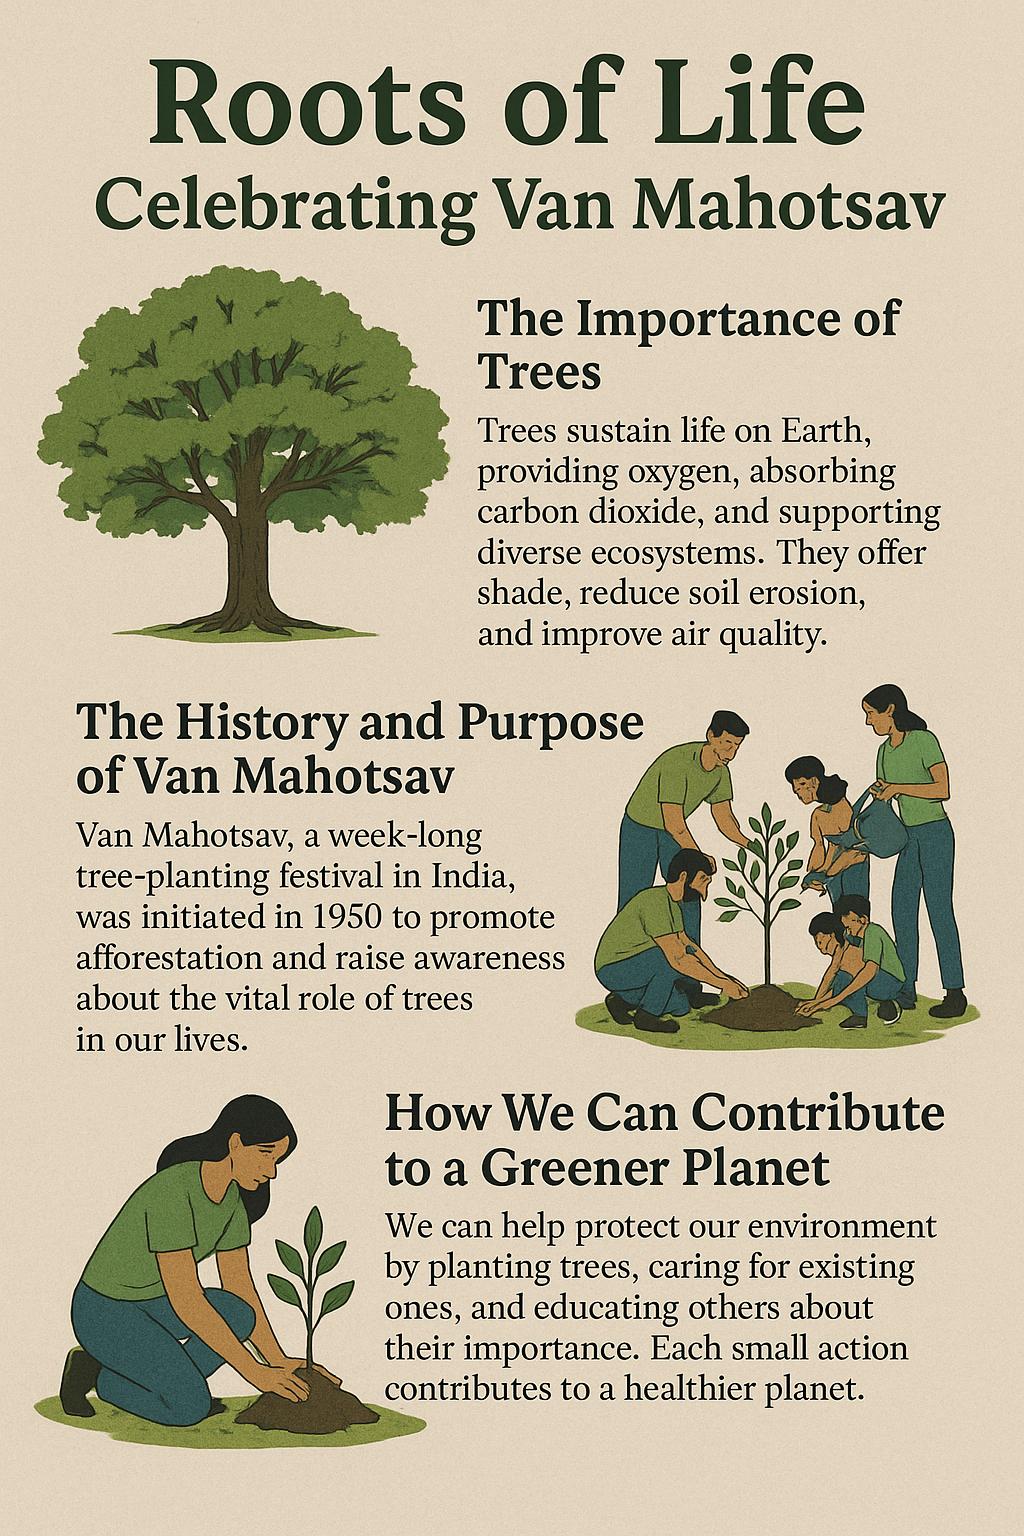 Roots of Life
Celebrating Van Mahotsav
The Importance of
Trees
Trees sustain life on Earth,
providing oxygen, absorbing
carbon dioxide, and supporting
diverse ecosystems. They offer
shade, reduce soil erosion,
and improve air quality.
The History and Purpose
of Van Mahotsav
Van Mahotsav, a week-long
tree-planting festival in India,
was initiated in 1950 to promote
afforestation and raise awareness
about the vital role of trees
in our lives.
How We Can Contribute
to a Greener Planet
We can help protect our environment
by planting trees, caring for existing
ones, and educating others about
their importance. Each small action
contributes to a healthier planet.